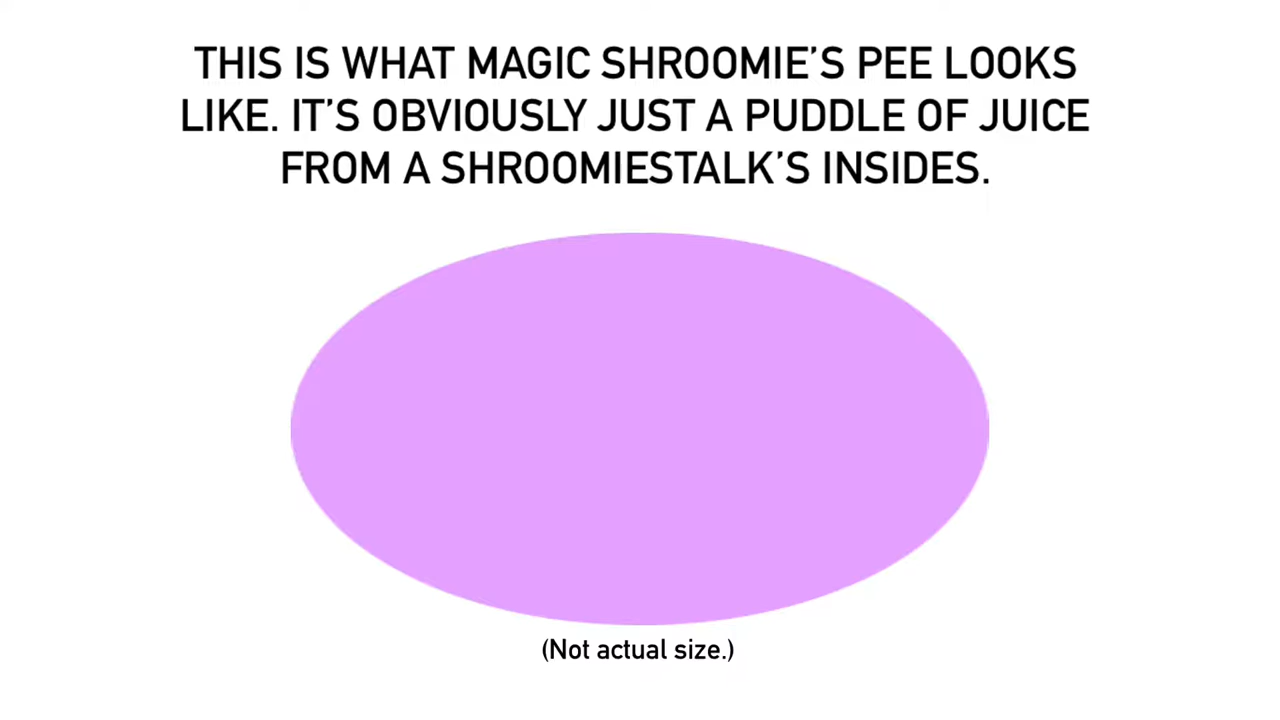 THIS IS WHAT MAGIC SHROOMIE’S PEE LOOKS
LIKE. IT’S OBVIOUSLY JUST A PUDDLE OF JUICE
FROM A SHROOMIESTALK’S INSIDES.
(Not actual size.)